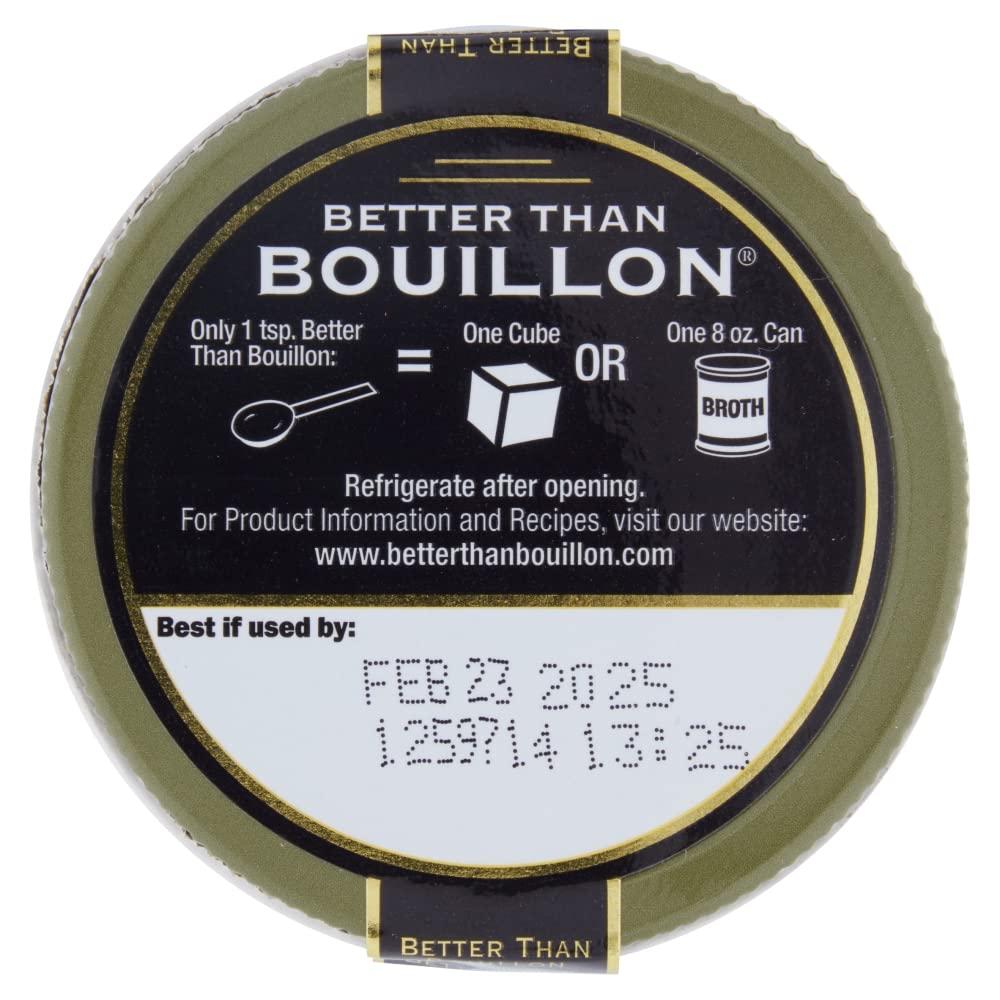 BETTER THAN
BETTER THAN
BOUILLON®
Only 1 tsp. Better
Than Bouillon:
=
One Cube
OR
One 8 oz. Can
BROTH
Refrigerate after opening.
For Product Information and Recipes, visit our website:
www.betterthanbouillon.com
Best if used by:
FEB 23 2025
1259714 13:25
BETTER THAN